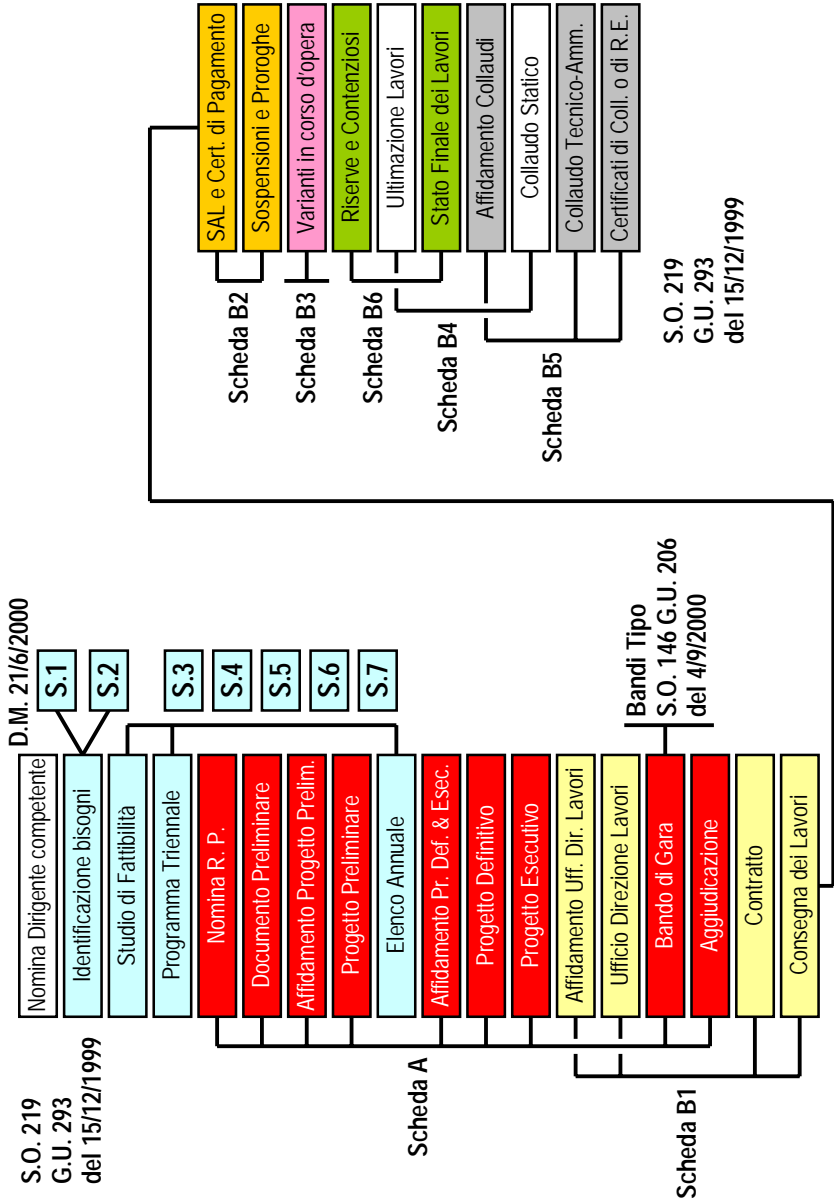 S.O. 219
G.U. 293
del 15/12/1999
D.M. 21/6/2000
Nomina Dirigente competente
Identificazione bisogni
Studio di Fattibilità
Programma Triennale
Nomina R. P.
Documento Preliminare
Affidamento Progetto Prelim.
Progetto Preliminare
Elenco Annuale
Affidamento Pr. Def. & Esec.
Progetto Definitivo
Progetto Esecutivo
Affidamento Uff. Dir. Lavori
Ufficio Direzione Lavori
Bando di Gara
Aggiudicazione
Contratto
Consegna dei Lavori
S.1
S.2
S.3
S.4
S.5
S.6
S.7
Scheda A
Scheda B1
Bandi Tipo
S.O. 146 G.U. 206
del 4/9/2000
SAL e Cert. di Pagamento
Sospensioni e Proroghe
Varianti in corso d'opera
Riserve e Contenziosi
Ultimazione Lavori
Stato Finale dei Lavori
Affidamento Collaudi
Collaudo Statico
Collaudo Tecnico-Amm.
Certificati di Coll. o di R.E.
Scheda B2
Scheda B3
Scheda B6
Scheda B4
Scheda B5
S.O. 219
G.U. 293
del 15/12/1999